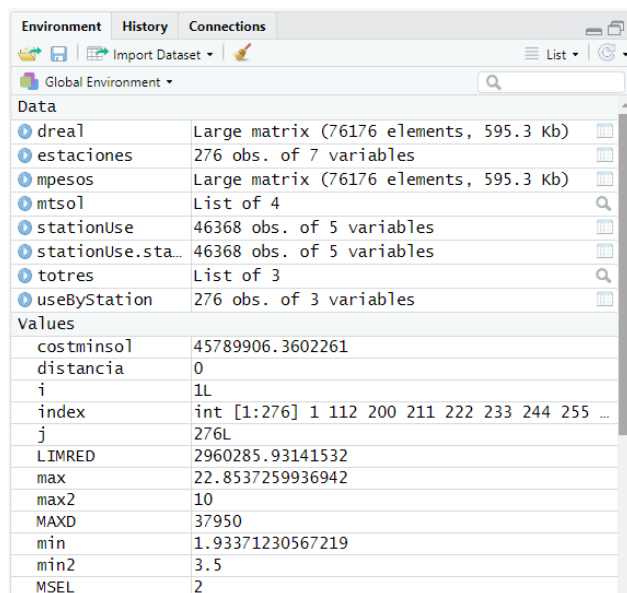 Environment History Connections
Import Dataset List
Global Environment
Data
dreal Large matrix (76176 elements, 595.3 Kb)
estaciones 276 obs. of 7 variables
mpesos Large matrix (76176 elements, 595.3 Kb)
mtsol List of 4
stationUse 46368 obs. of 5 variables
stationUse.sta… 46368 obs. of 5 variables
totres List of 3
useByStation 276 obs. of 3 variables
Values
costminsol 45789906.3602261
distancia 0
i 1L
index int [1:276] 1 112 200 211 222 233 244 255 …
j 276L
LIMRED 2960285.93141532
max 22.8537259936942
max2 10
MAXD 37950
min 1.93371230567219
min2 3.5
MSEL 2